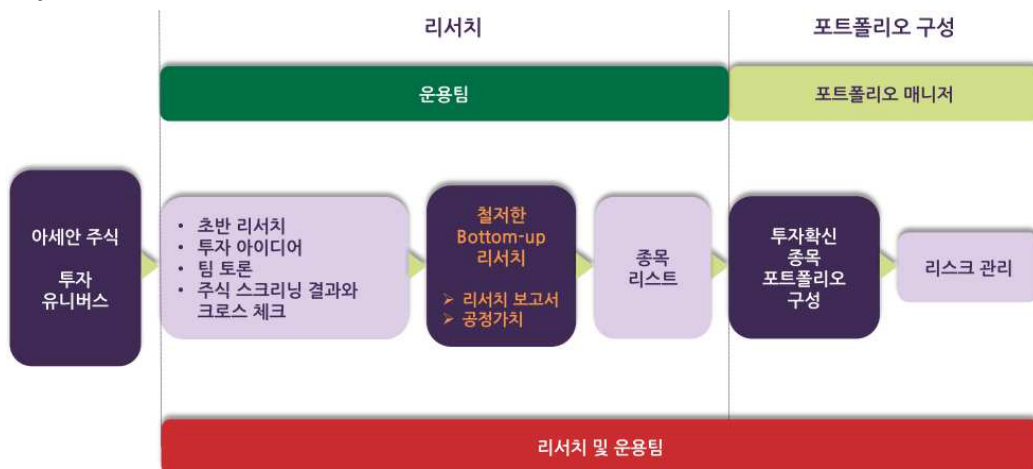 리서치
포트폴리오 구성
운용팀
포트폴리오 매니저
아세안 주식
투자
유니버스
• 초반 리서치
• 투자 아이디어
• 팀 토론
• 주식 스크리닝 결과와
크로스 체크
철저한
Bottom-up
리서치
➢ 리서치 보고서
➢ 공정가치
종목
리스트
투자확신
종목
포트폴리오
구성
리스크 관리
리서치 및 운용팀